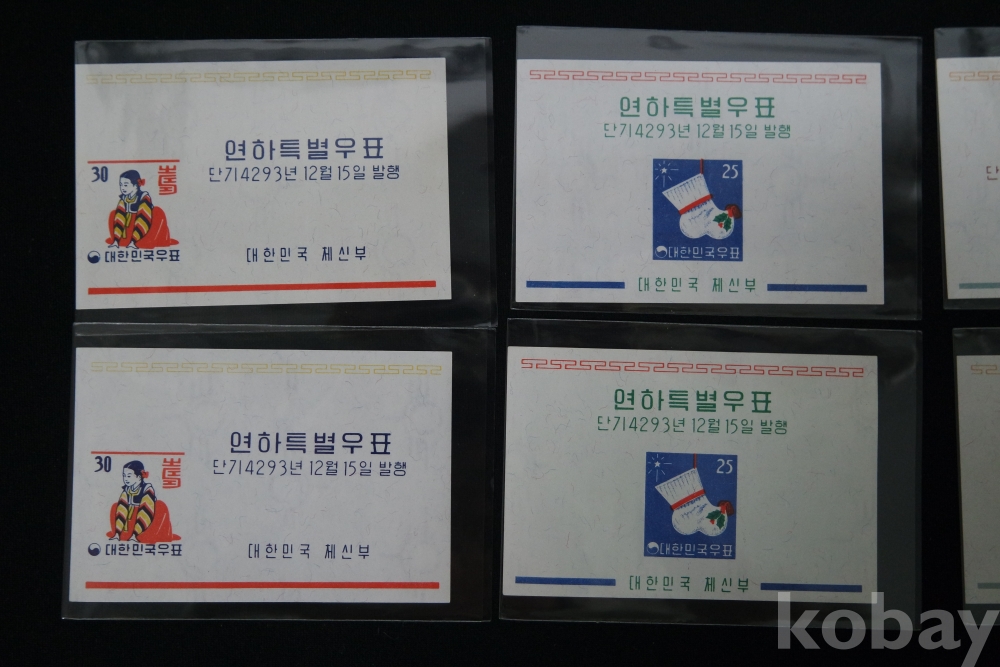 연하특별우표
단기4293년 12월 15일 발행
30
대한민국우표
대한민국 체신부
연하특별우표
단기4293년 12월 15일 발행
25
대한민국우표
대한민국 체신부
단
연하특별우표
단기4293년 12월 15일 발행
30
대한민국우표
대한민국 체신부
연하특별우표
단기4293년 12월 15일 발행
25
대한민국우표
대한민국 체신부
kobay